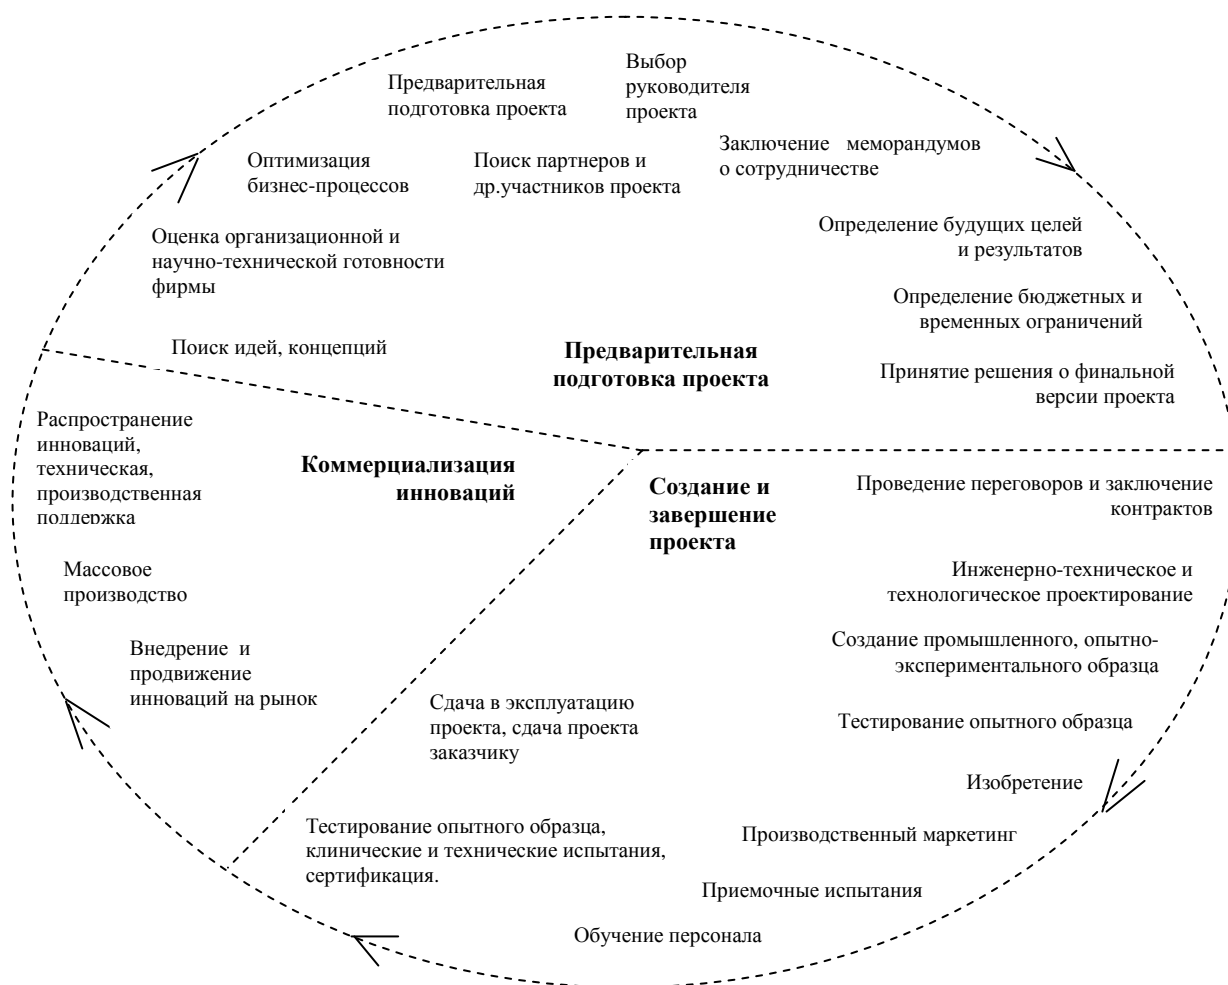 Выбор
руководителя
проекта
Предварительная
подготовка проекта
Заключение меморандумов
о сотрудничестве
Оптимизация
бизнес-процессов
Поиск партнеров и
др.участников проекта
Определение будущих целей
и результатов
Оценка организационной и
научно-технической готовности
фирмы
Определение бюджетных и
временных ограничений
Поиск идей, концепций
Предварительная
подготовка проекта
Принятие решения о финальной
версии проекта
Распространение
инноваций,
техническая,
производственная
поддержка
Коммерциализация
инноваций
Создание и
завершение
проекта
Проведение переговоров и заключение
контрактов
Массовое
производство
Инженерно-техническое и
технологическое проектирование
Внедрение и
продвижение
инноваций на рынок
Создание промышленного, опытно-
экспериментального образца
Сдача в эксплуатацию
проекта, сдача проекта
заказчику
Тестирование опытного образца
Изобретение
Тестирование опытного образца,
клинические и технические испытания,
сертификация.
Производственный маркетинг
Приемочные испытания
Обучение персонала